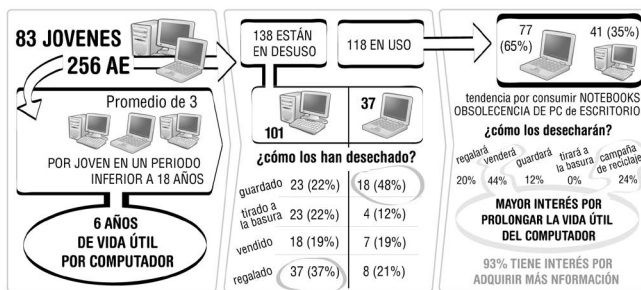 83 JOVENES
256 AE
Promedio de 3
POR JOVEN EN UN PERIODO
INFERIOR A 18 AÑOS
6 AÑOS
DE VIDA ÚTIL
POR COMPUTADOR
138 ESTÁN
EN DESUSO
118 EN USO
101
37
¿cómo los han desechado?
guardado 23 (22%) 18 (48%)
tirado a
la basura 23 (22%) 4 (12%)
vendido 18 (19%) 7 (19%)
regalado 37 (37%) 8 (21%)
77
(65%)
41 (35%)
tendencia por consumir NOTEBOOKS
OBSOLECENCIA DE PC de ESCRITORIO
¿cómo los desecharán?
regalará venderá guardará tirará a
la basura campaña
de reciclaje
20% 44% 12% 0% 24%
MAYOR INTERÉS POR
PROLONGAR LA VIDA ÚTIL
DEL COMPUTADOR
93% TIENE INTERÉS POR
ADQUIRIR MÁS NFORMACIÓN